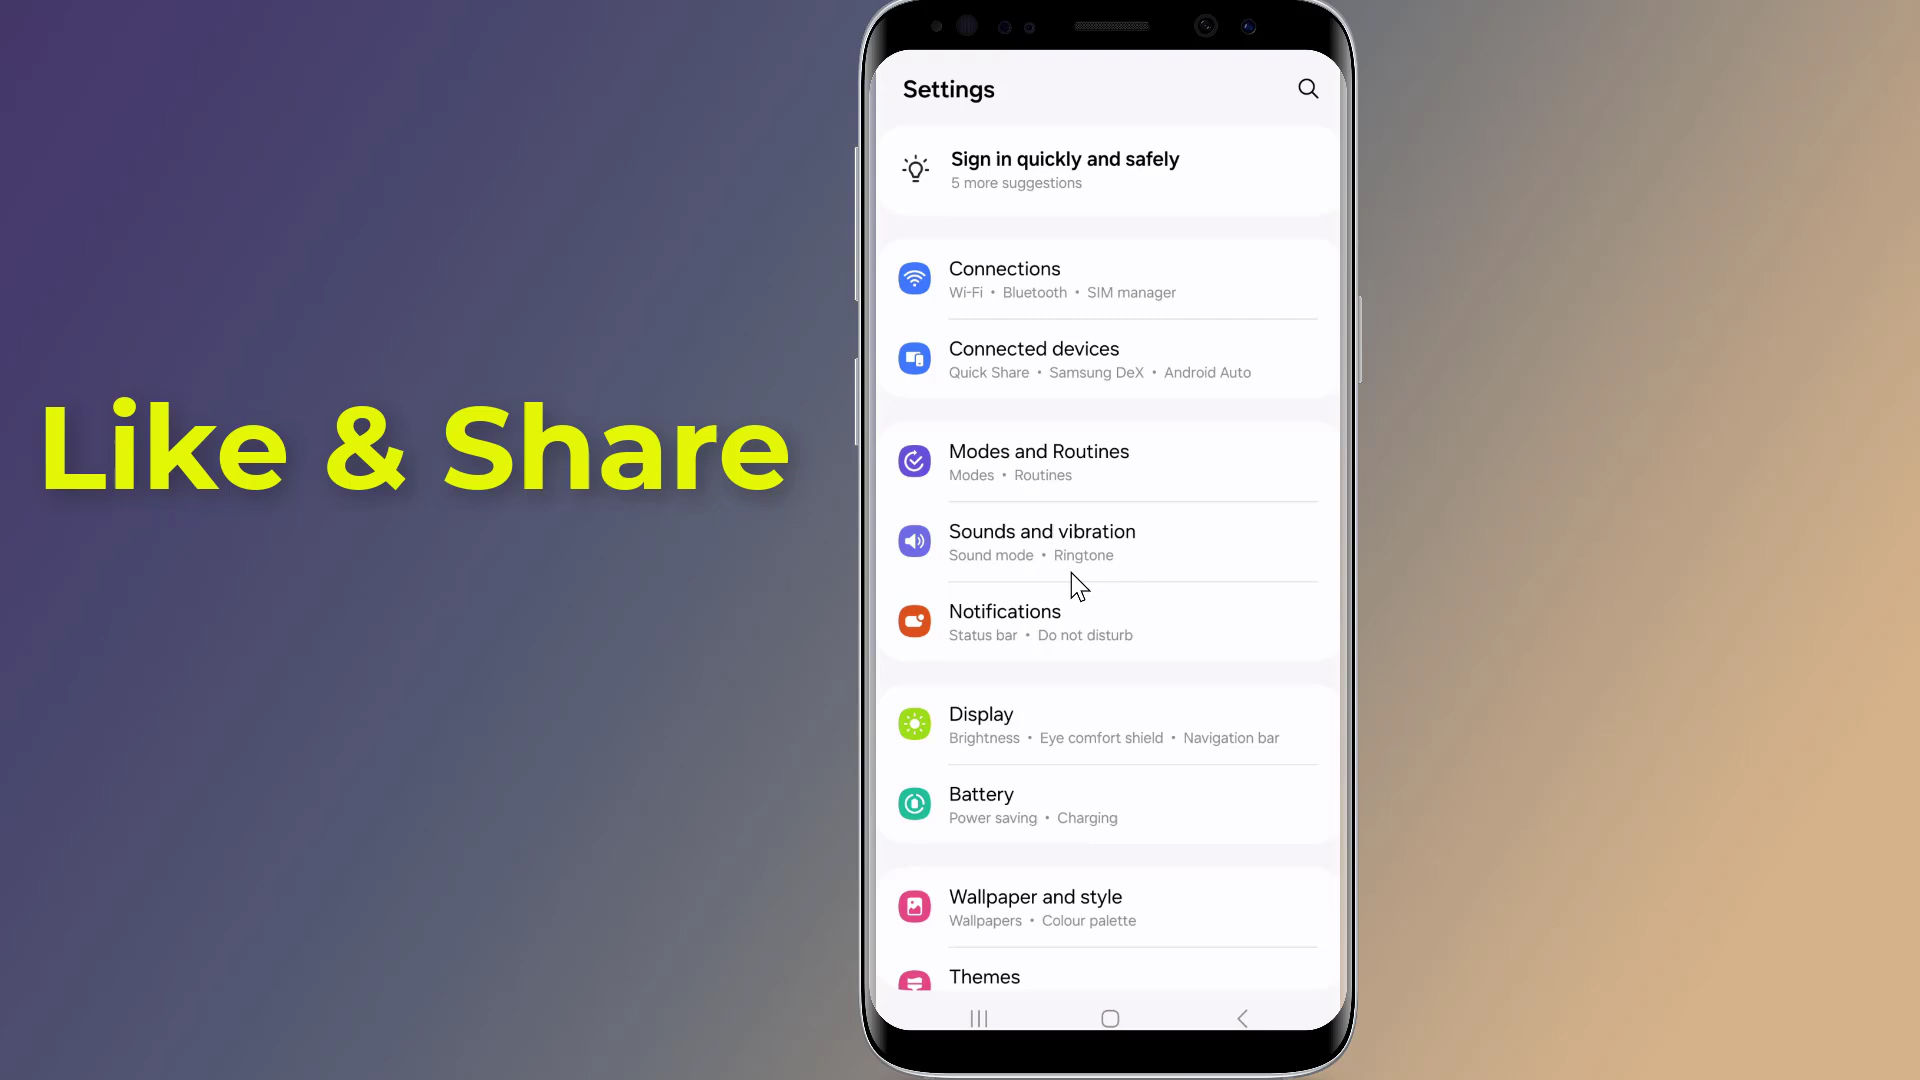 Like & Share
Settings
Sign in quickly and safely
5 more suggestions
Connections
Wi-Fi • Bluetooth • SIM manager
Connected devices
Quick Share • Samsung DeX • Android Auto
Modes and Routines
Modes • Routines
Sounds and vibration
Sound mode • Ringtone
Notifications
Status bar • Do not disturb
Display
Brightness • Eye comfort shield • Navigation bar
Battery
Power saving • Charging
Wallpaper and style
Wallpapers • Colour palette
Themes